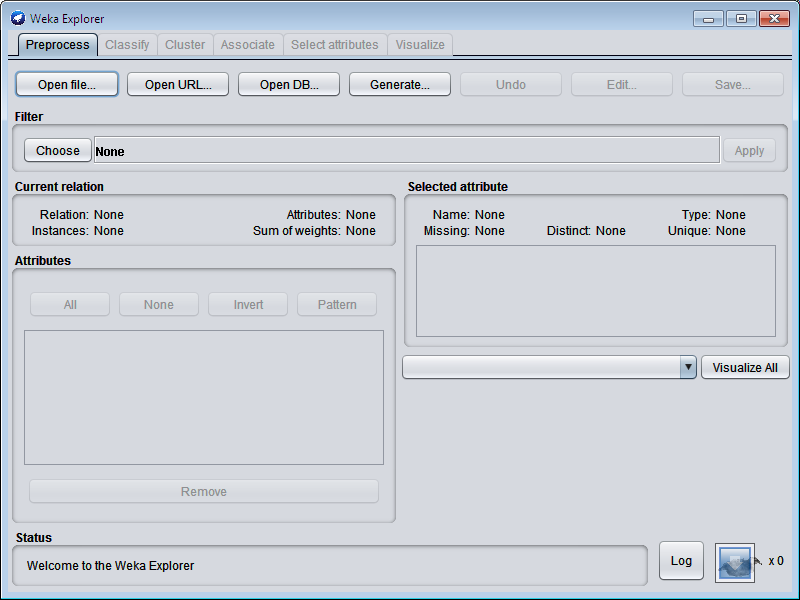 Weka Explorer
Preprocess Classify Cluster Associate Select attributes Visualize
Open file... Open URL... Open DB... Generate... Undo Edit... Save...
Filter
Choose None Apply
Current relation
Relation: None Attributes: None
Instances: None Sum of weights: None
Selected attribute
Name: None Type: None
Missing: None Distinct: None Unique: None
Attributes
All None Invert Pattern
Remove
Visualize All
Status
Welcome to the Weka Explorer
Log x 0